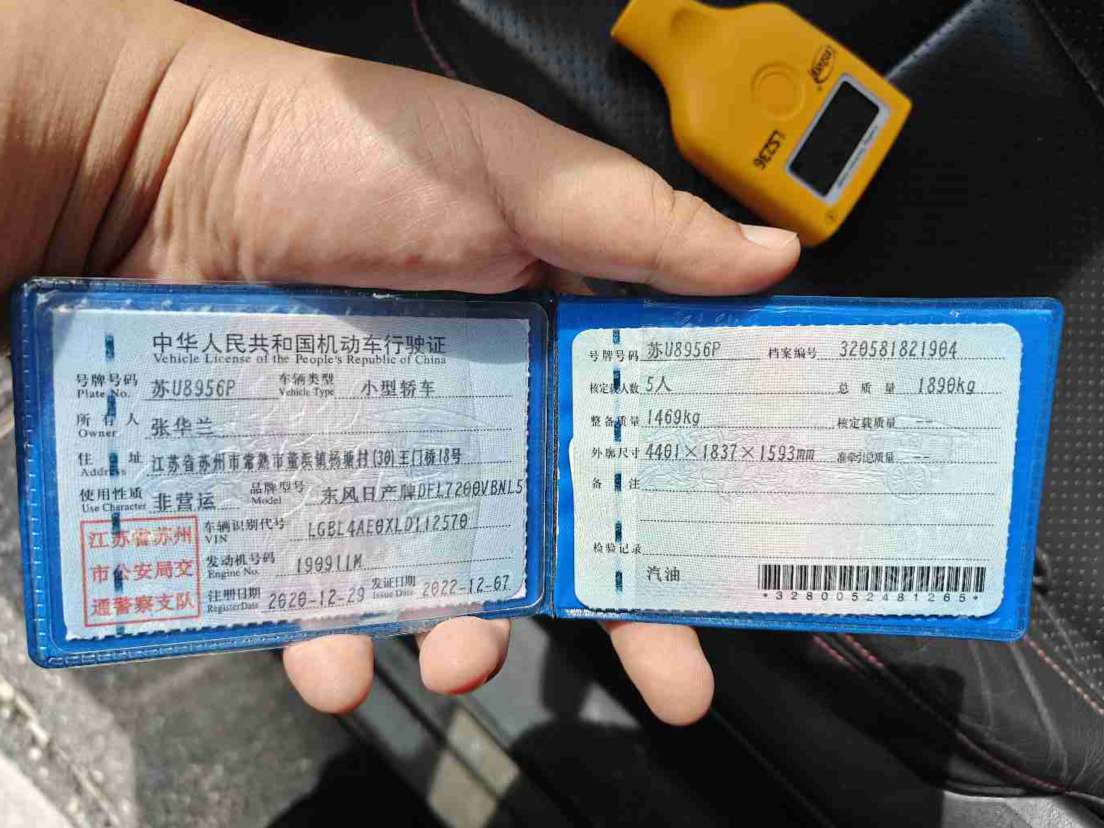 中华人民共和国机动车行驶证
Vehicle License of the People's Republic of China
号牌号码 苏U8956P 车辆类型 小型轿车
Plate No. Vehicle Type
所有人 张华兰
Owner
住址 江苏省苏州市常熟市董浜镇杨塘村(30)王门桥18号
Address
使用性质 非营运 品牌型号 东风日产牌DFL7200VBNL5
Use Character Model
江苏省苏州
市公安局交
通警察支队
车辆识别代号 LGBL4AE0XLD112570
VIN
发动机号码 190911M
Engine No.
注册日期 2020-12-29 发证日期 2022-12-07
Register Date Issue Date
号牌号码 苏U8956P 档案编号 320581821904
核定载人数 5人 总质量 1890kg
整备质量 1469kg 核定载质量 --
外廓尺寸 4401×1837×1593mm 准牵引总质量 --
备注
检验记录
汽油
*3280052481265*
LS236